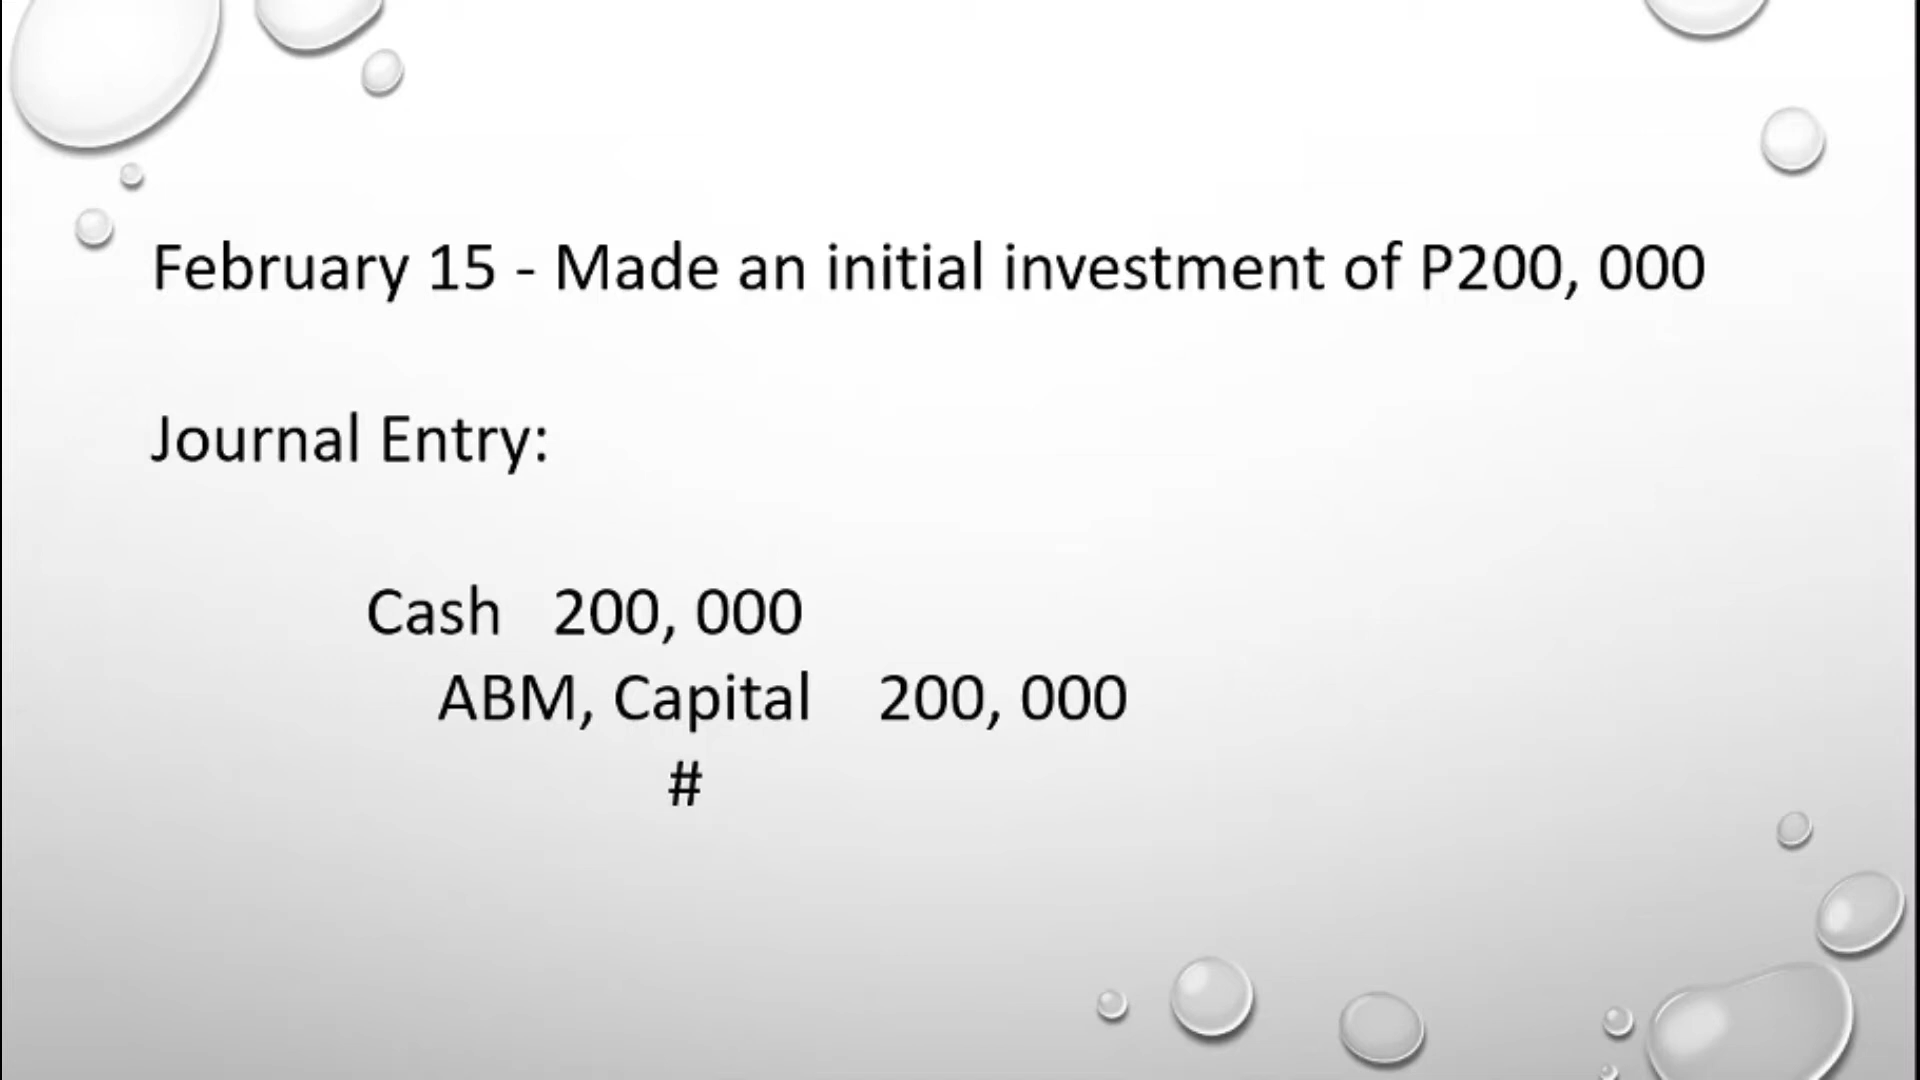 February 15 - Made an initial investment of P200, 000
Journal Entry:
Cash 200, 000
ABM, Capital 200, 000
#